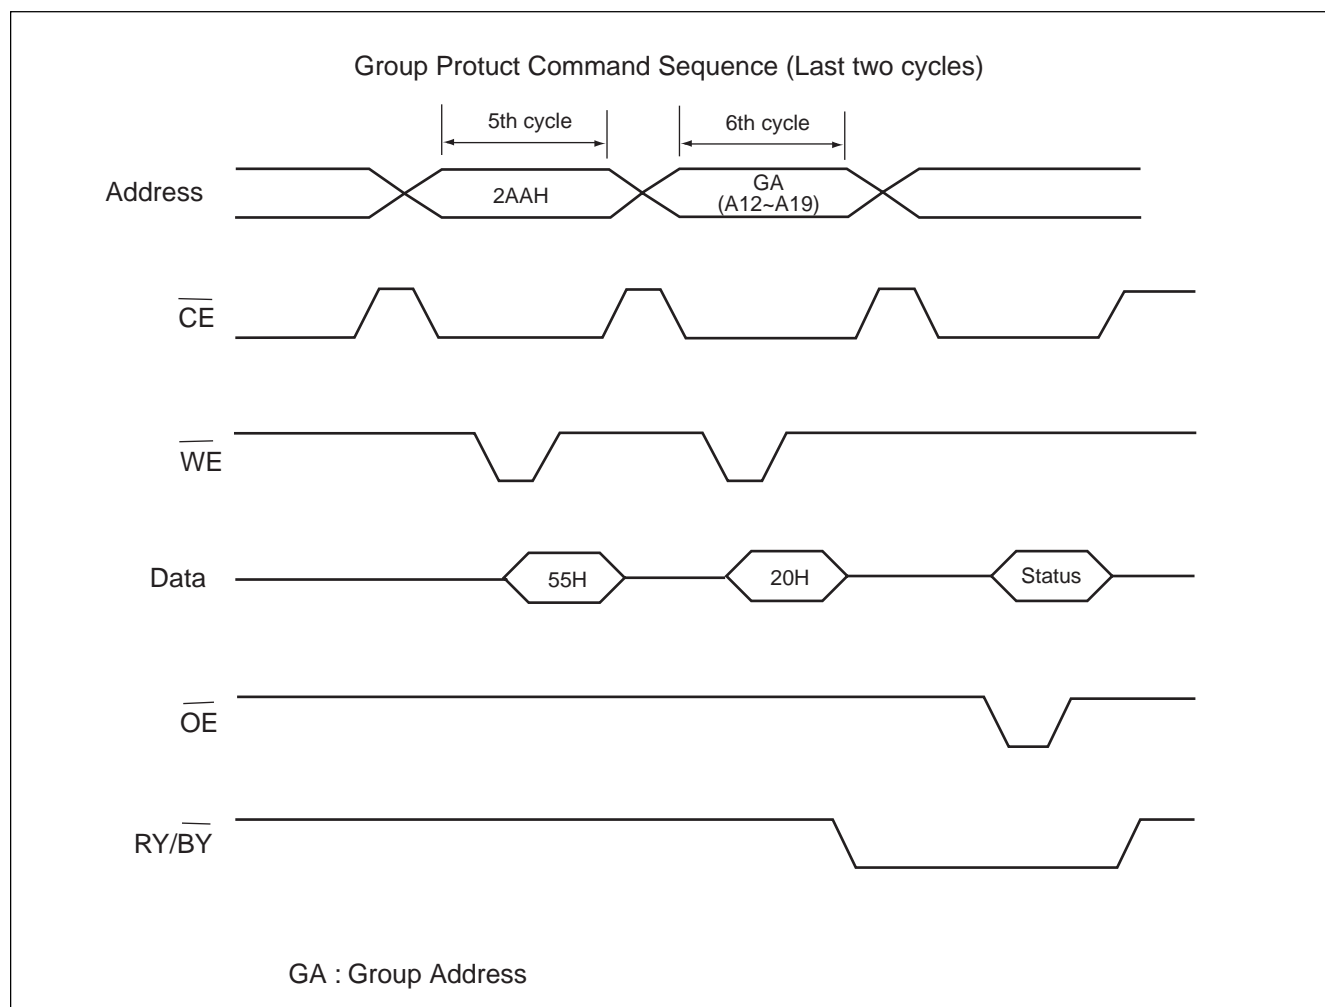 Group Protuct Command Sequence (Last two cycles)
5th cycle
6th cycle
Address
2AAH
GA
(A12~A19)
CE
WE
Data
55H
20H
Status
OE
RY/BY
GA : Group Address